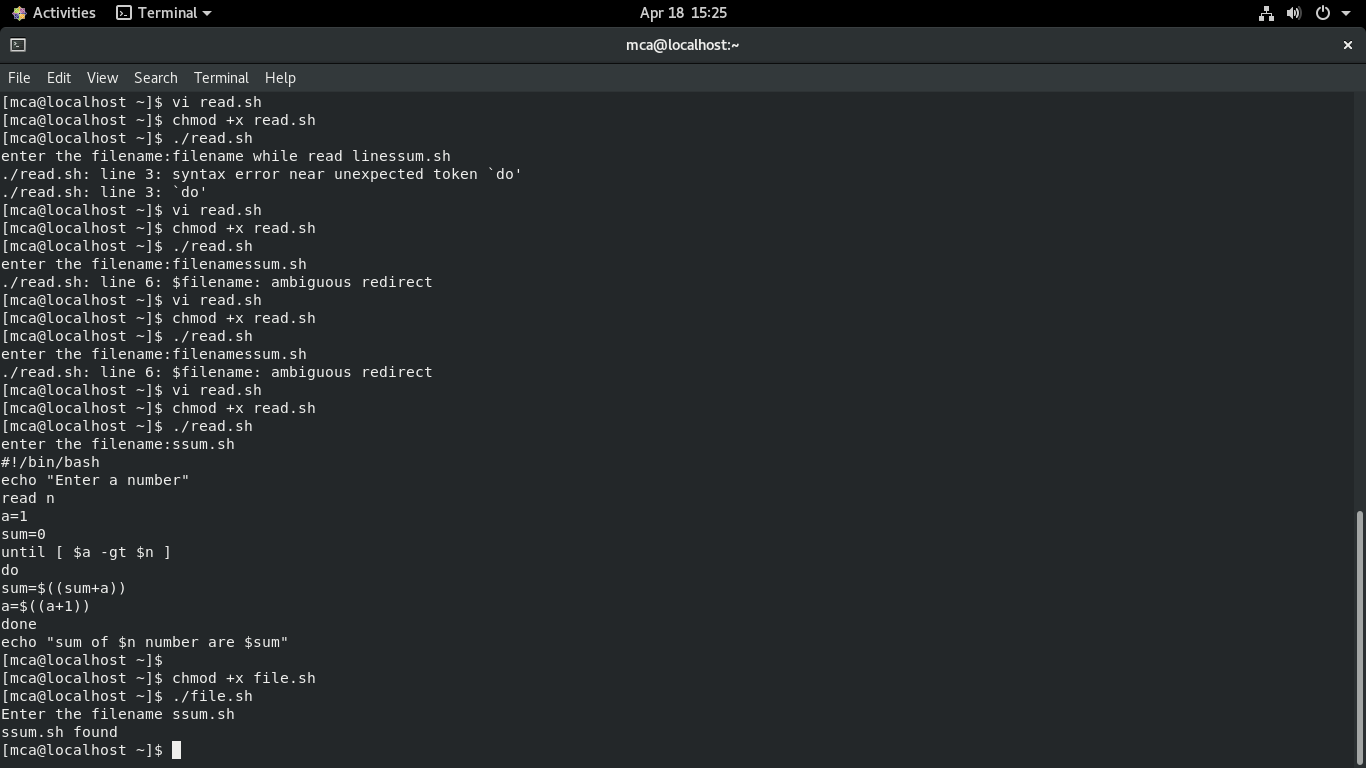 Activities Terminal Apr 18 15:25
mca@localhost:~
File Edit View Search Terminal Help
[mca@localhost ~]$ vi read.sh
[mca@localhost ~]$ chmod +x read.sh
[mca@localhost ~]$ ./read.sh
enter the filename:filename while read linessum.sh
./read.sh: line 3: syntax error near unexpected token `do'
./read.sh: line 3: `do'
[mca@localhost ~]$ vi read.sh
[mca@localhost ~]$ chmod +x read.sh
[mca@localhost ~]$ ./read.sh
enter the filename:filenamessum.sh
./read.sh: line 6: $filename: ambiguous redirect
[mca@localhost ~]$ vi read.sh
[mca@localhost ~]$ chmod +x read.sh
[mca@localhost ~]$ ./read.sh
enter the filename:filenamessum.sh
./read.sh: line 6: $filename: ambiguous redirect
[mca@localhost ~]$ vi read.sh
[mca@localhost ~]$ chmod +x read.sh
[mca@localhost ~]$ ./read.sh
enter the filename:ssum.sh
#!/bin/bash
echo "Enter a number"
read n
a=1
sum=0
until [ $a -gt $n ]
do
sum=$((sum+a))
a=$((a+1))
done
echo "sum of $n number are $sum"
[mca@localhost ~]$
[mca@localhost ~]$ chmod +x file.sh
[mca@localhost ~]$ ./file.sh
Enter the filename ssum.sh
ssum.sh found
[mca@localhost ~]$